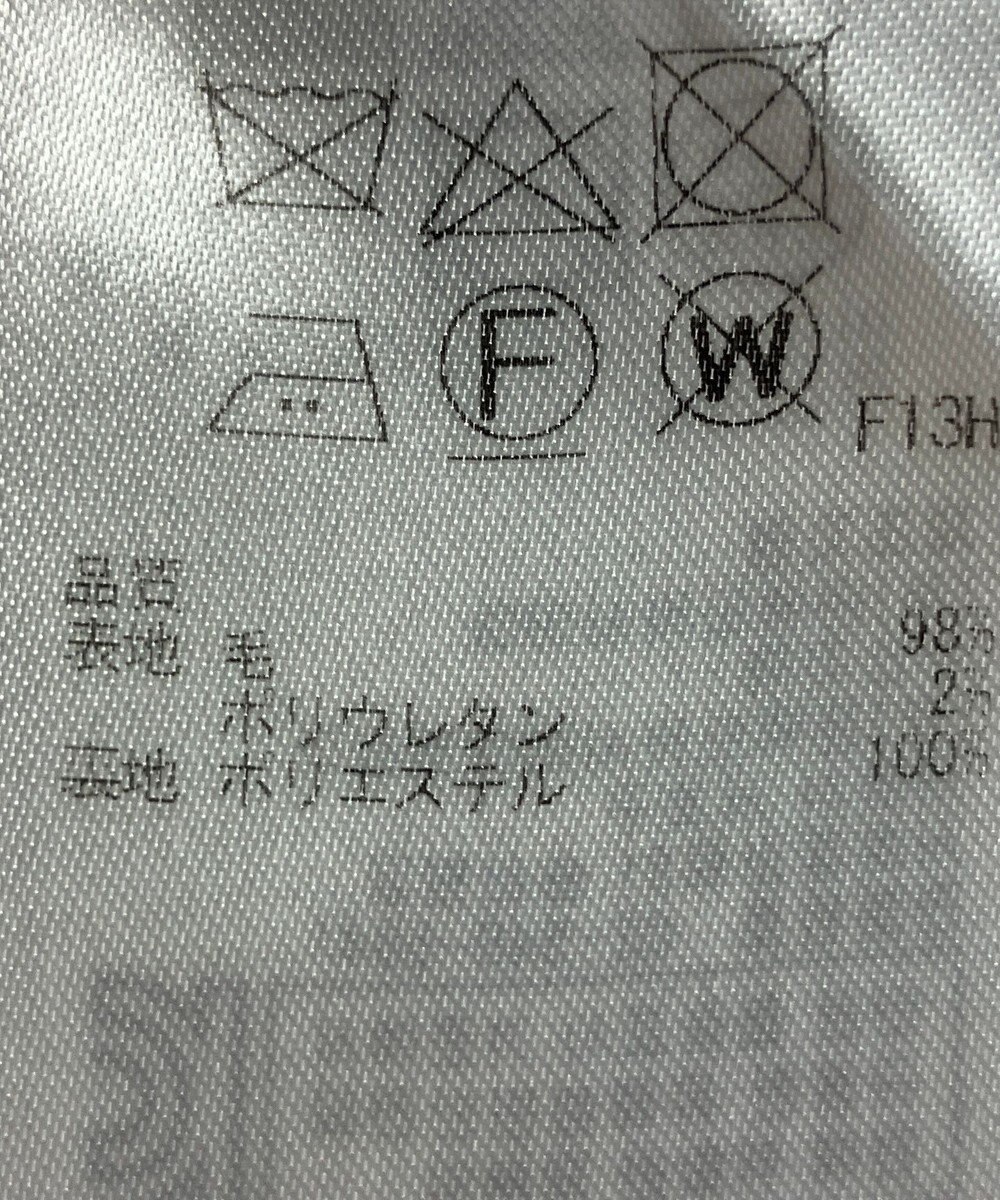 F W F13H
品質
表地 毛 98%
ポリウレタン 2%
裏地 ポリエステル 100%